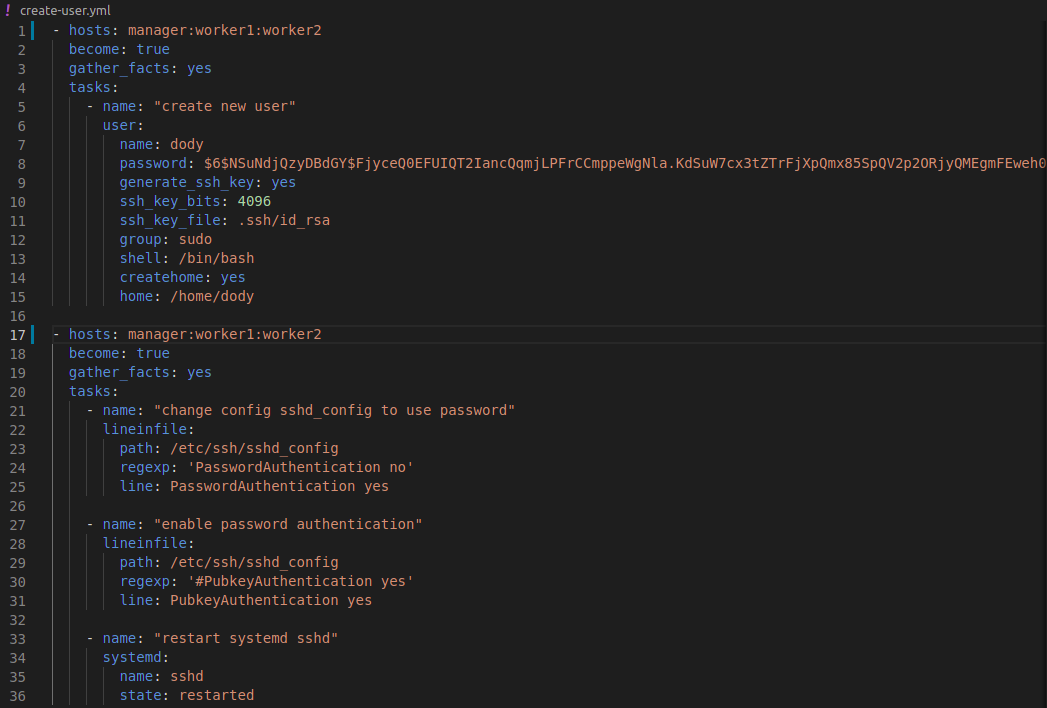 ! create-user.yml
1 - hosts: manager:worker1:worker2
2 become: true
3 gather_facts: yes
4 tasks:
5 - name: "create new user"
6 user:
7 name: dody
8 password: $6$NSuNdjQzyDBdGY$FjyceQ0EFUIQT2IancQqmjLPFrCCmppeWgNla.KdSuW7cx3tZTrFjXpQmx85SpQV2p2ORjyQMEgmFEweh0
9 generate_ssh_key: yes
10 ssh_key_bits: 4096
11 ssh_key_file: .ssh/id_rsa
12 group: sudo
13 shell: /bin/bash
14 createhome: yes
15 home: /home/dody
16
17 - hosts: manager:worker1:worker2
18 become: true
19 gather_facts: yes
20 tasks:
21 - name: "change config sshd_config to use password"
22 lineinfile:
23 path: /etc/ssh/sshd_config
24 regexp: 'PasswordAuthentication no'
25 line: PasswordAuthentication yes
26
27 - name: "enable password authentication"
28 lineinfile:
29 path: /etc/ssh/sshd_config
30 regexp: '#PubkeyAuthentication yes'
31 line: PubkeyAuthentication yes
32
33 - name: "restart systemd sshd"
34 systemd:
35 name: sshd
36 state: restarted